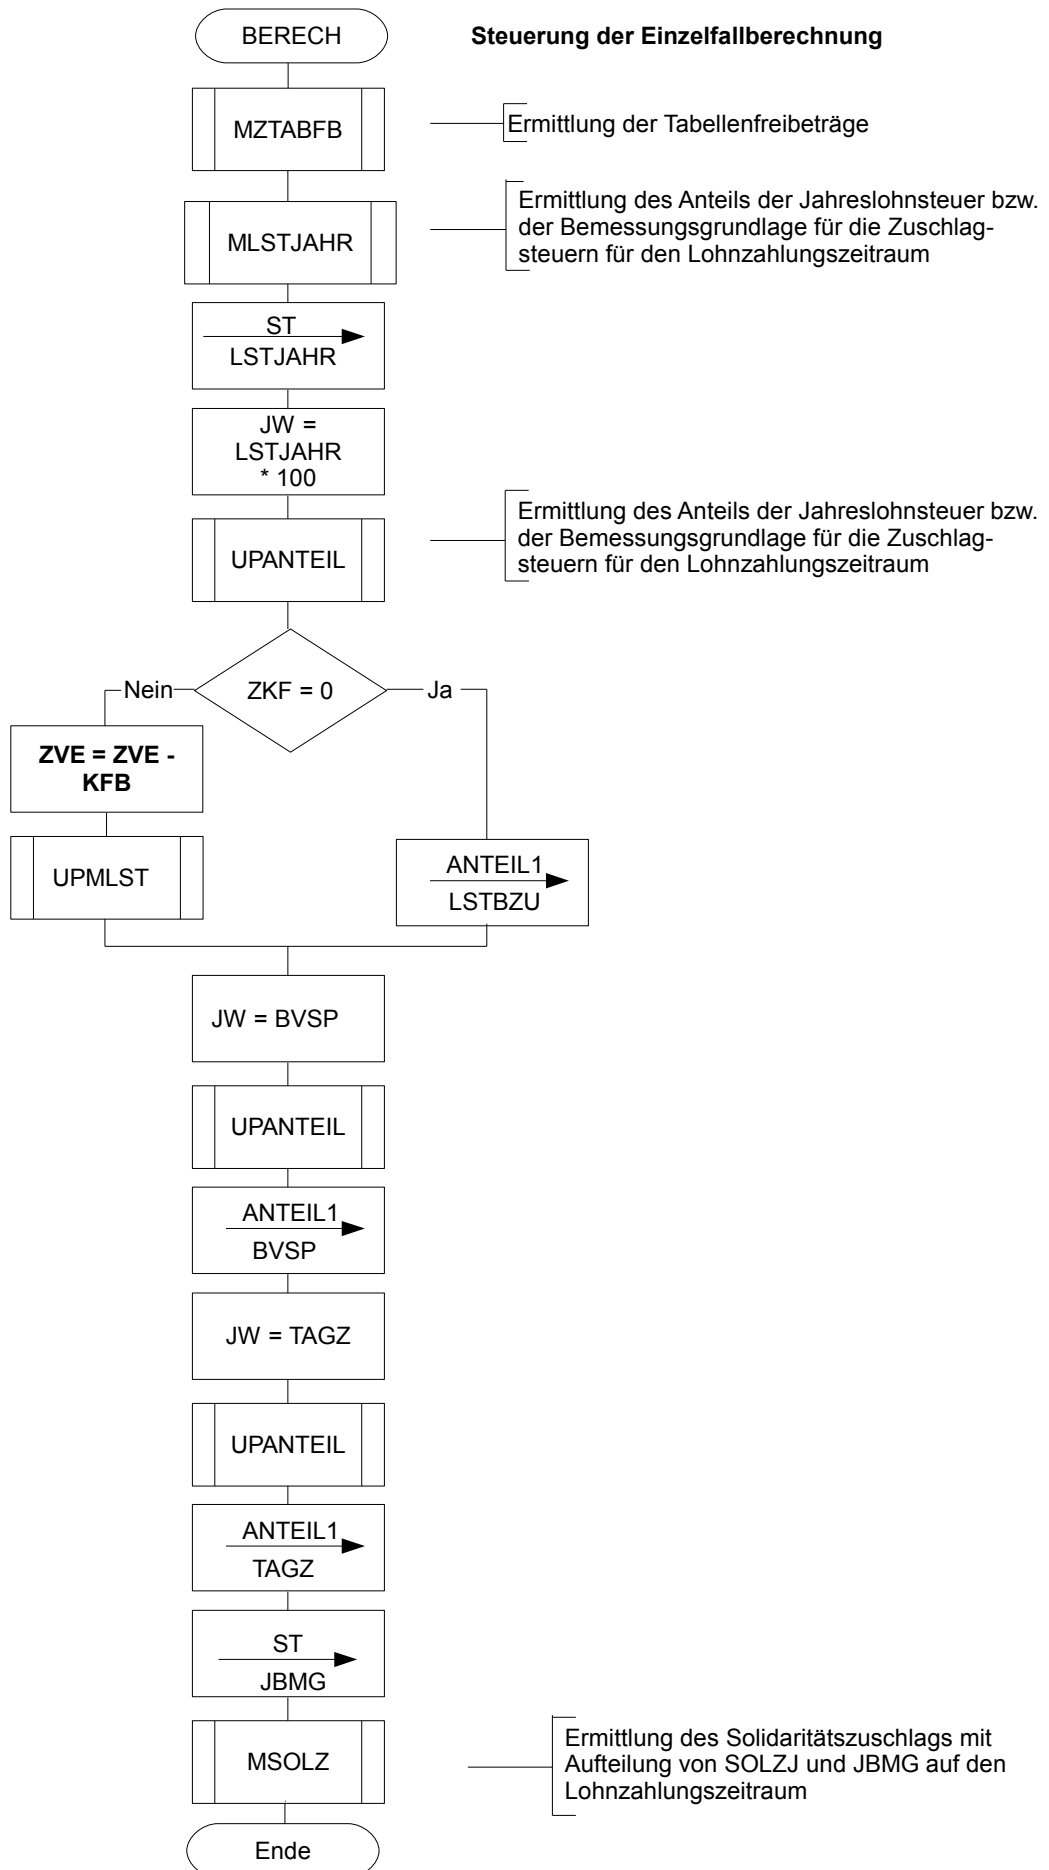 BERECH
Steuerung der Einzelfallberechnung
MZTABFB
Ermittlung der Tabellenfreibeträge
MLSTJAHR
Ermittlung des Anteils der Jahreslohnsteuer bzw.
der Bemessungsgrundlage für die Zuschlag-
steuern für den Lohnzahlungszeitraum
ST
LSTJAHR
JW =
LSTJAHR
* 100
UPANTEIL
Ermittlung des Anteils der Jahreslohnsteuer bzw.
der Bemessungsgrundlage für die Zuschlag-
steuern für den Lohnzahlungszeitraum
Nein
ZKF = 0
Ja
ZVE = ZVE -
KFB
UPMLST
ANTEIL1
LSTBZU
JW = BVSP
UPANTEIL
ANTEIL1
BVSP
JW = TAGZ
UPANTEIL
ANTEIL1
TAGZ
ST
JBMG
MSOLZ
Ermittlung des Solidaritätszuschlags mit
Aufteilung von SOLZJ und JBMG auf den
Lohnzahlungszeitraum
Ende